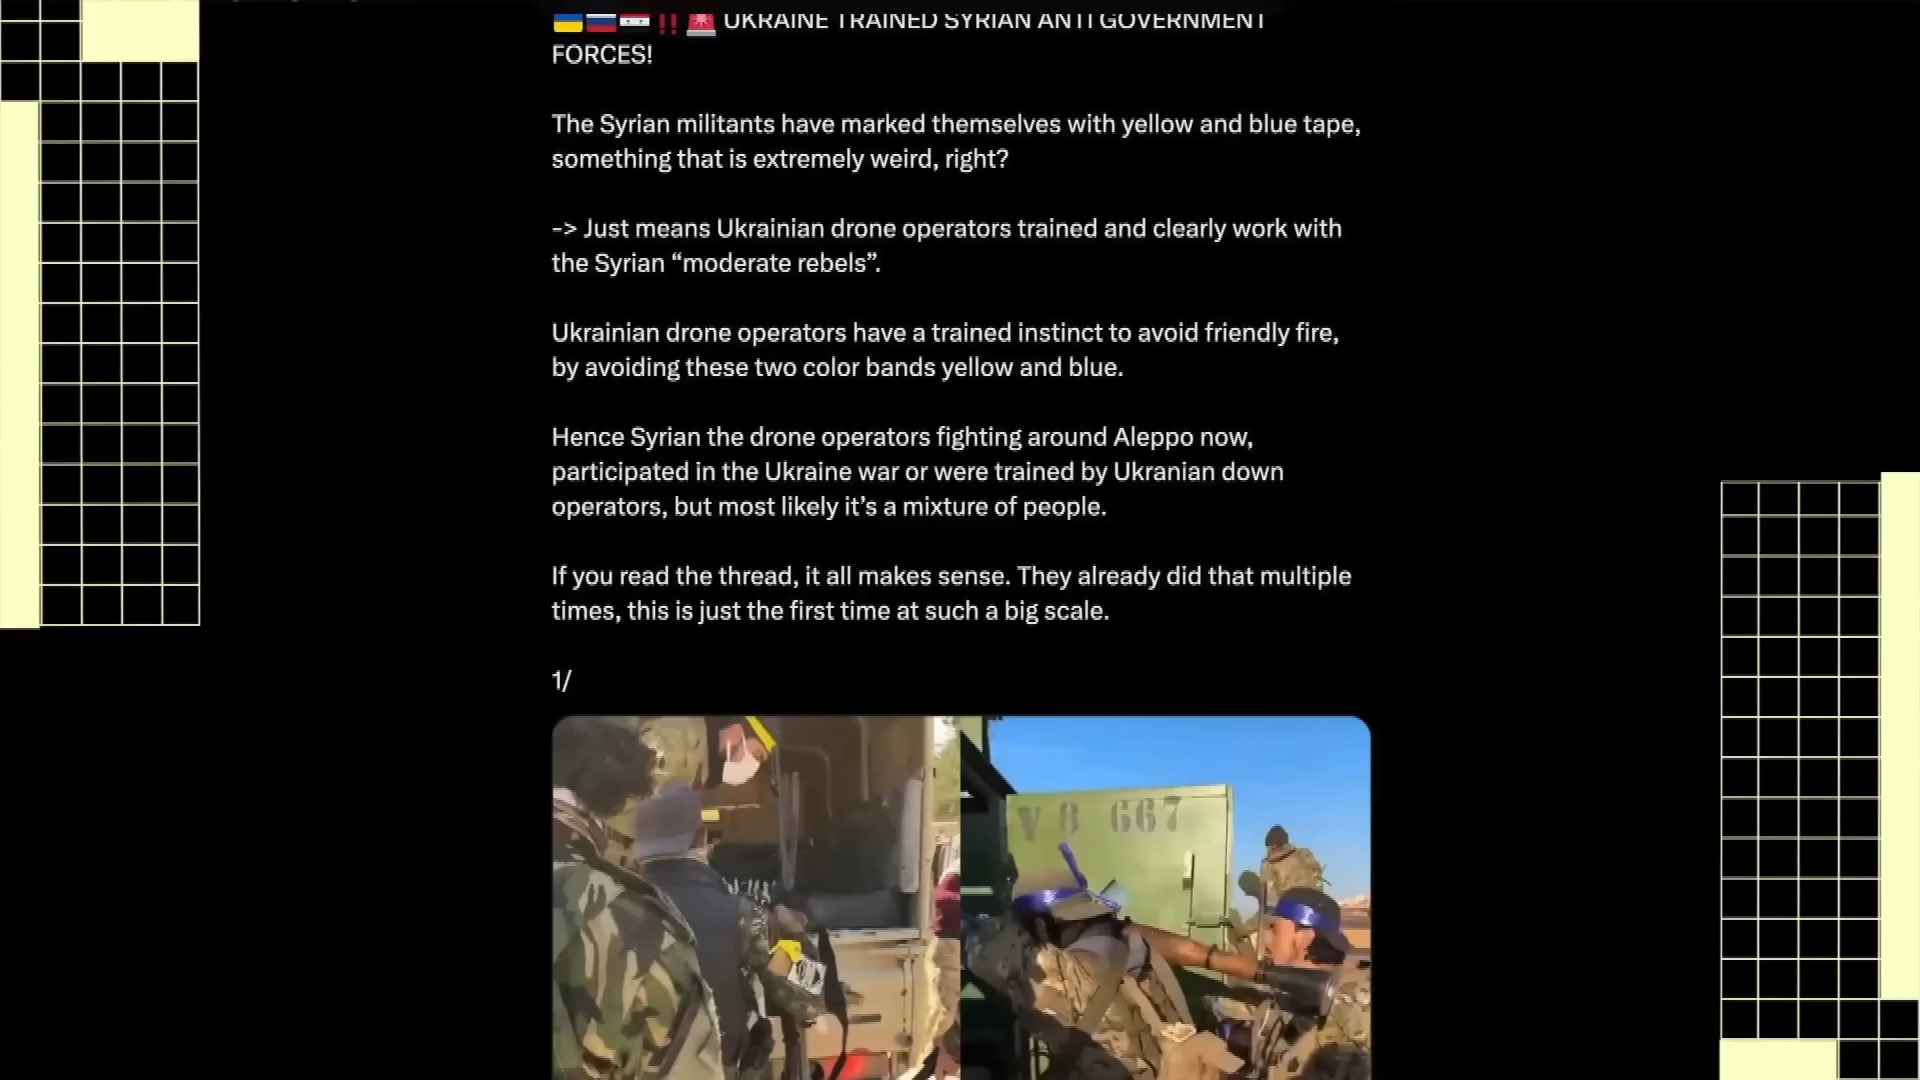 🇺🇦🇷🇺🇸🇾‼️🚨 UKRAINE TRAINED SYRIAN ANTI GOVERNMENT
FORCES!
The Syrian militants have marked themselves with yellow and blue tape,
something that is extremely weird, right?
-> Just means Ukrainian drone operators trained and clearly work with
the Syrian “moderate rebels”.
Ukrainian drone operators have a trained instinct to avoid friendly fire,
by avoiding these two color bands yellow and blue.
Hence Syrian the drone operators fighting around Aleppo now,
participated in the Ukraine war or were trained by Ukranian down
operators, but most likely it’s a mixture of people.
If you read the thread, it all makes sense. They already did that multiple
times, this is just the first time at such a big scale.
1/
V 8 667